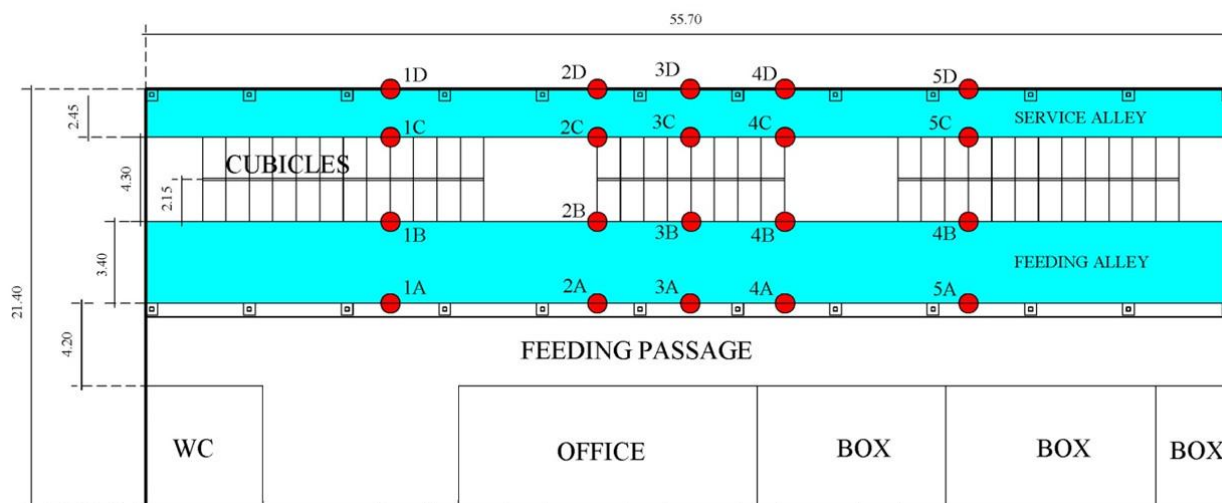 55.70
1D
2D
3D
4D
5D
2.45
SERVICE ALLEY
1C
2C
3C
4C
5C
CUBICLES
4.30
2.15
2B
1B
3B
4B
4B
3.40
FEEDING ALLEY
21.40
1A
2A
3A
4A
5A
4.20
FEEDING PASSAGE
WC
OFFICE
BOX
BOX
BOX